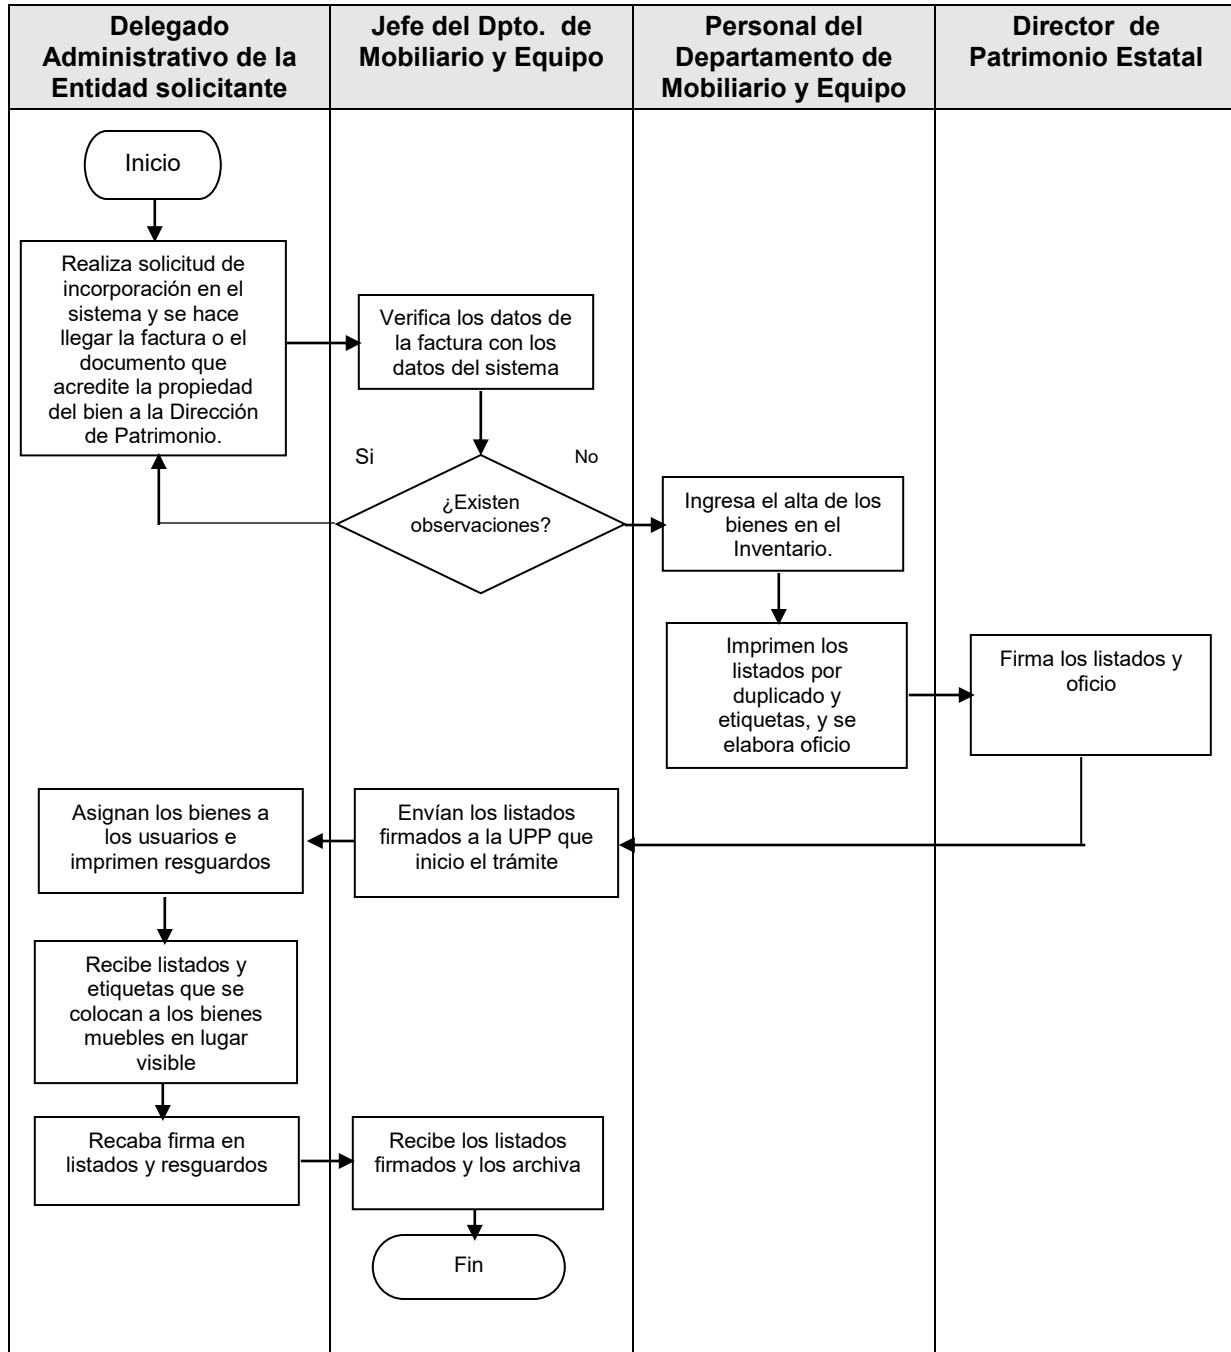 Delegado
Administrativo de la
Entidad solicitante
Jefe del Dpto. de
Mobiliario y Equipo
Personal del
Departamento de
Mobiliario y Equipo
Director de
Patrimonio Estatal
Inicio
Realiza solicitud de
incorporación en el
sistema y se hace
llegar la factura o el
documento que
acredite la propiedad
del bien a la Dirección
de Patrimonio.
Verifica los datos de
la factura con los
datos del sistema
Si
No
¿Existen
observaciones?
Ingresa el alta de los
bienes en el
Inventario.
Imprimen los
listados por
duplicado y
etiquetas, y se
elabora oficio
Firma los listados y
oficio
Envían los listados
firmados a la UPP que
inicio el trámite
Asignan los bienes a
los usuarios e
imprimen resguardos
Recibe listados y
etiquetas que se
colocan a los bienes
muebles en lugar
visible
Recaba firma en
listados y resguardos
Recibe los listados
firmados y los archiva
Fin